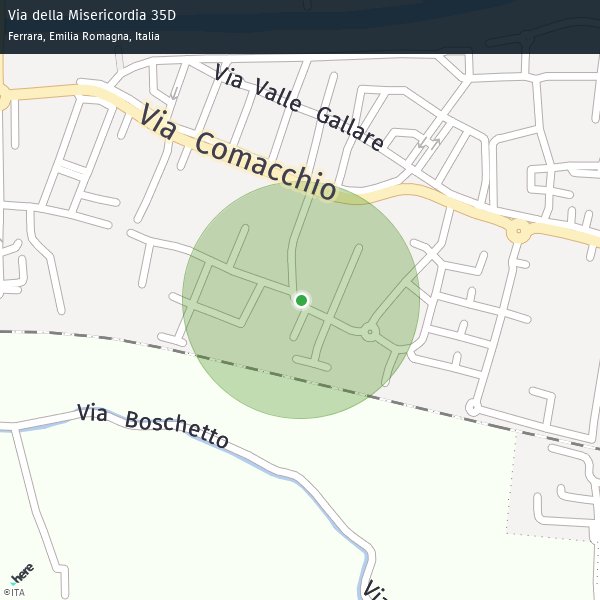 Via della Misericordia 35D
Ferrara, Emilia Romagna, Italia
Via Valle Gallare
Via Comacchio
Via Boschetto
Via
here
©ITA